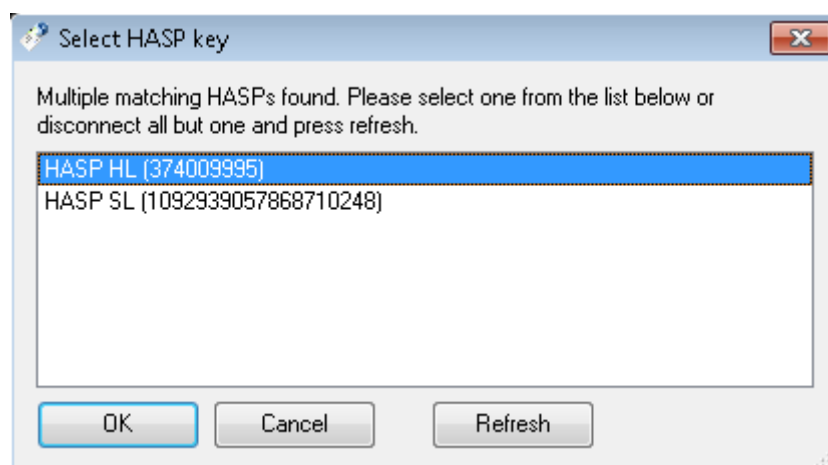 Select HASP key
Multiple matching HASPs found. Please select one from the list below or
disconnect all but one and press refresh.
HASP HL (374009995)
HASP SL (1092939057868710248)
OK Cancel Refresh